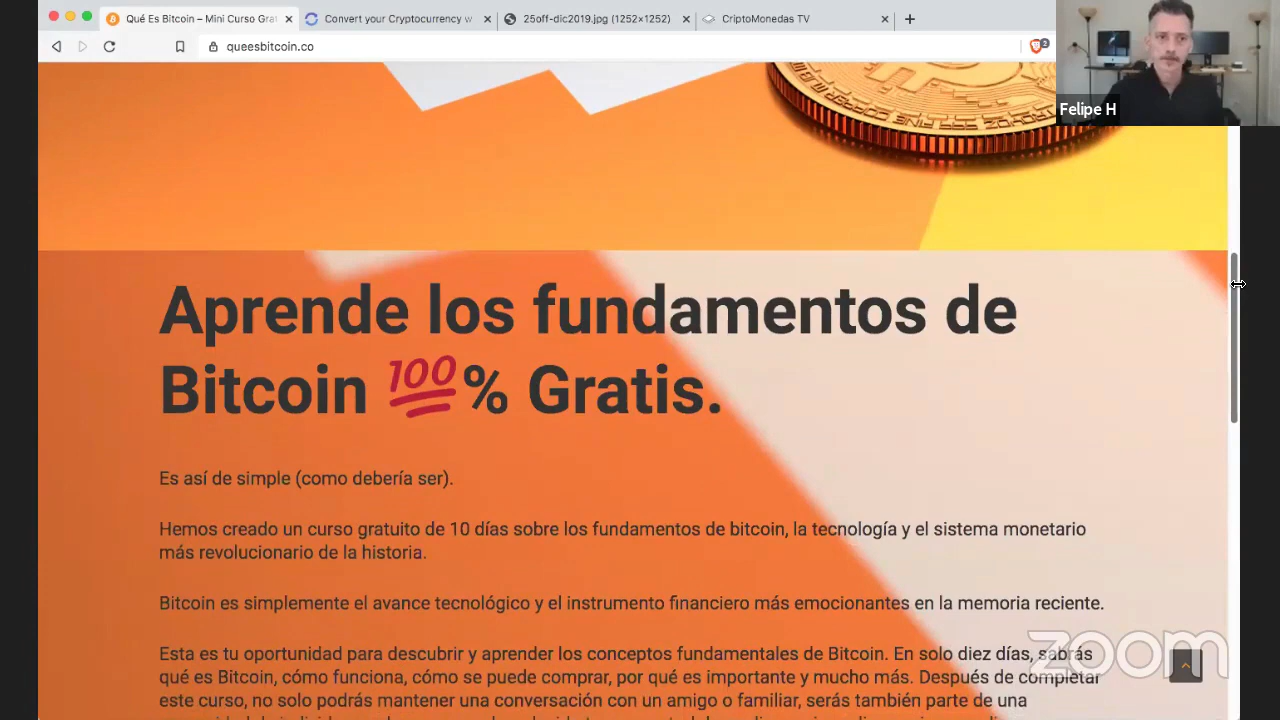 Qué Es Bitcoin – Mini Curso Grat
Convert your Cryptocurrency w
25off-dic2019.jpg (1252×1252)
CriptoMonedas TV
queesbitcoin.co
2
Felipe H
Aprende los fundamentos de
Bitcoin 💯% Gratis.
Es así de simple (como debería ser).
Hemos creado un curso gratuito de 10 días sobre los fundamentos de bitcoin, la tecnología y el sistema monetario
más revolucionario de la historia.
Bitcoin es simplemente el avance tecnológico y el instrumento financiero más emocionantes en la memoria reciente.
Esta es tu oportunidad para descubrir y aprender los conceptos fundamentales de Bitcoin. En solo diez días, sabrás
qué es Bitcoin, cómo funciona, cómo se puede comprar, por qué es importante y mucho más. Después de completar
este curso, no solo podrás mantener una conversación con un amigo o familiar, serás también parte de una
zoom